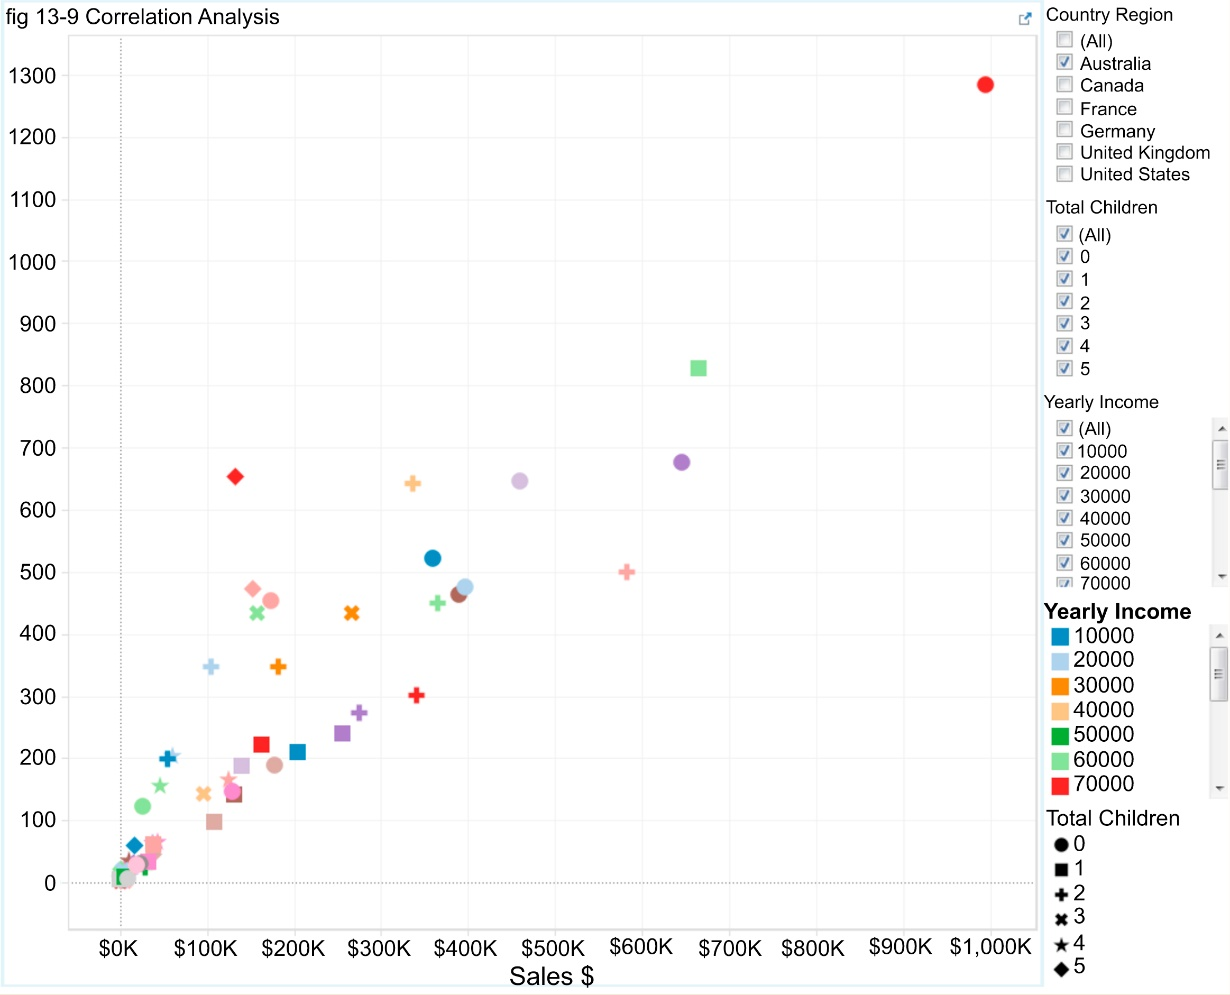 fig 13-9 Correlation Analysis
1300
1200
1100
1000
900
800
700
600
500
400
300
200
100
0
$0K $100K $200K $300K $400K $500K $600K $700K $800K $900K $1,000K
Sales $
Country Region
(All)
Australia
Canada
France
Germany
United Kingdom
United States
Total Children
(All)
0
1
2
3
4
5
Yearly Income
(All)
10000
20000
30000
40000
50000
60000
70000
Yearly Income
10000
20000
30000
40000
50000
60000
70000
Total Children
0
1
2
3
4
5